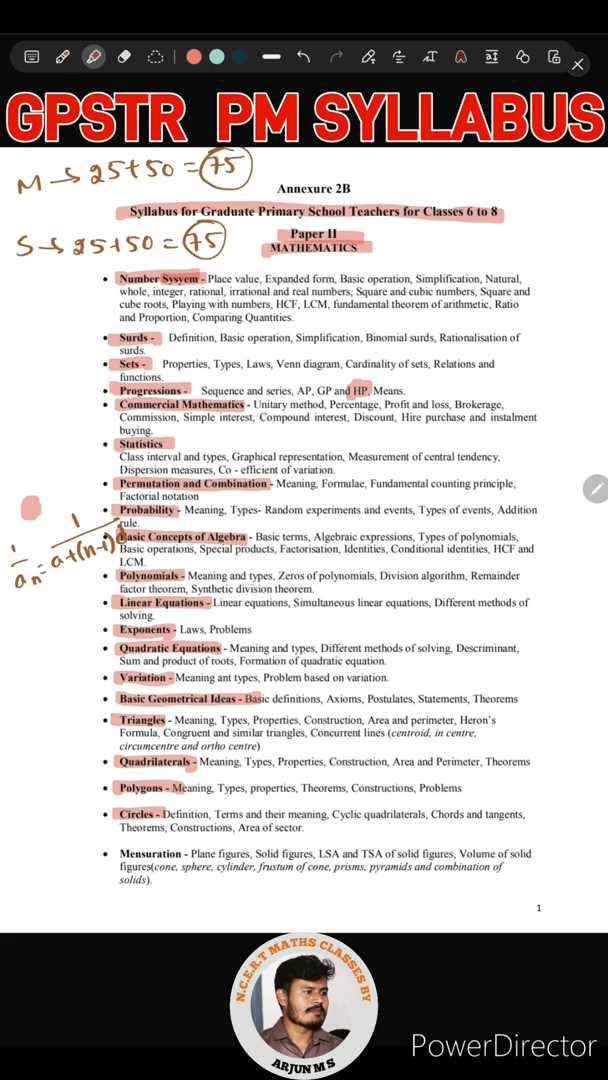 GPSTR PM SYLLABUS
M → 25+50 = 75
Annexure 2B
Syllabus for Graduate Primary School Teachers for Classes 6 to 8
Paper II
S → 25+50 = 75
MATHEMATICS
• Number Sysyem - Place value, Expanded form, Basic operation, Simplification, Natural,
whole, integer, rational, irrational and real numbers, Square and cubic numbers, Square and
cube roots, Playing with numbers, HCF, LCM, fundamental theorem of arithmetic, Ratio
and Proportion, Comparing Quantities.
• Surds - Definition, Basic operation, Simplification, Binomial surds, Rationalisation of
surds.
• Sets - Properties, Types, Laws, Venn diagram, Cardinality of sets, Relations and
functions.
• Progressions - Sequence and series, AP, GP and HP, Means.
• Commercial Mathematics - Unitary method, Percentage, Profit and loss, Brokerage,
Commission, Simple interest, Compound interest, Discount, Hire purchase and instalment
buying.
• Statistics
Class interval and types, Graphical representation, Measurement of central tendency,
Dispersion measures, Co - efficient of variation.
• Permutation and Combination - Meaning, Formulae, Fundamental counting principle,
Factorial notation
• Probability - Meaning, Types- Random experiments and events, Types of events, Addition
rule.
1/an = 1/a+(n-1)d
• Basic Concepts of Algebra - Basic terms, Algebraic expressions, Types of polynomials,
Basic operations, Special products, Factorisation, Identities, Conditional identities, HCF and
LCM.
• Polynomials - Meaning and types, Zeros of polynomials, Division algorithm, Remainder
factor theorem, Synthetic division theorem.
• Linear Equations - Linear equations, Simultaneous linear equations, Different methods of
solving.
• Exponents - Laws, Problems
• Quadratic Equations - Meaning and types, Different methods of solving, Descriminant,
Sum and product of roots, Formation of quadratic equation.
• Variation - Meaning ant types, Problem based on variation.
• Basic Geometrical Ideas - Basic definitions, Axioms, Postulates, Statements, Theorems
• Triangles - Meaning, Types, Properties, Construction, Area and perimeter, Heron's
Formula, Congruent and similar triangles, Concurrent lines (centroid, in centre,
circumcentre and ortho centre)
• Quadrilaterals - Meaning, Types, Properties, Construction, Area and Perimeter, Theorems
• Polygons - Meaning, Types, properties, Theorems, Constructions, Problems
• Circles - Definition, Terms and their meaning, Cyclic quadrilaterals, Chords and tangents,
Theorems, Constructions, Area of sector.
• Mensuration - Plane figures, Solid figures, LSA and TSA of solid figures, Volume of solid
figures(cone, sphere, cylinder, frustum of cone, prisms, pyramids and combination of
solids).
1
N.C.E.R.T MATHS CLASSES BY
ARJUN M S
PowerDirector